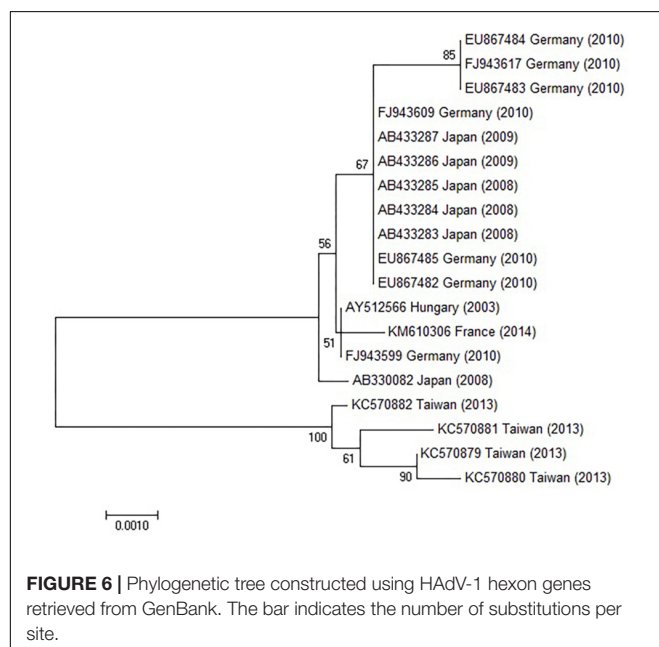 EU867484 Germany (2010)
85
FJ943617 Germany (2010)
EU867483 Germany (2010)
FJ943609 Germany (2010)
AB433287 Japan (2009)
67
AB433286 Japan (2009)
AB433285 Japan (2008)
AB433284 Japan (2008)
AB433283 Japan (2008)
56
EU867485 Germany (2010)
EU867482 Germany (2010)
AY512566 Hungary (2003)
KM610306 France (2014)
51
FJ943599 Germany (2010)
AB330082 Japan (2008)
KC570882 Taiwan (2013)
100
KC570881 Taiwan (2013)
61
KC570879 Taiwan (2013)
90
KC570880 Taiwan (2013)
0.0010
FIGURE 6 | Phylogenetic tree constructed using HAdV-1 hexon genes
retrieved from GenBank. The bar indicates the number of substitutions per
site.